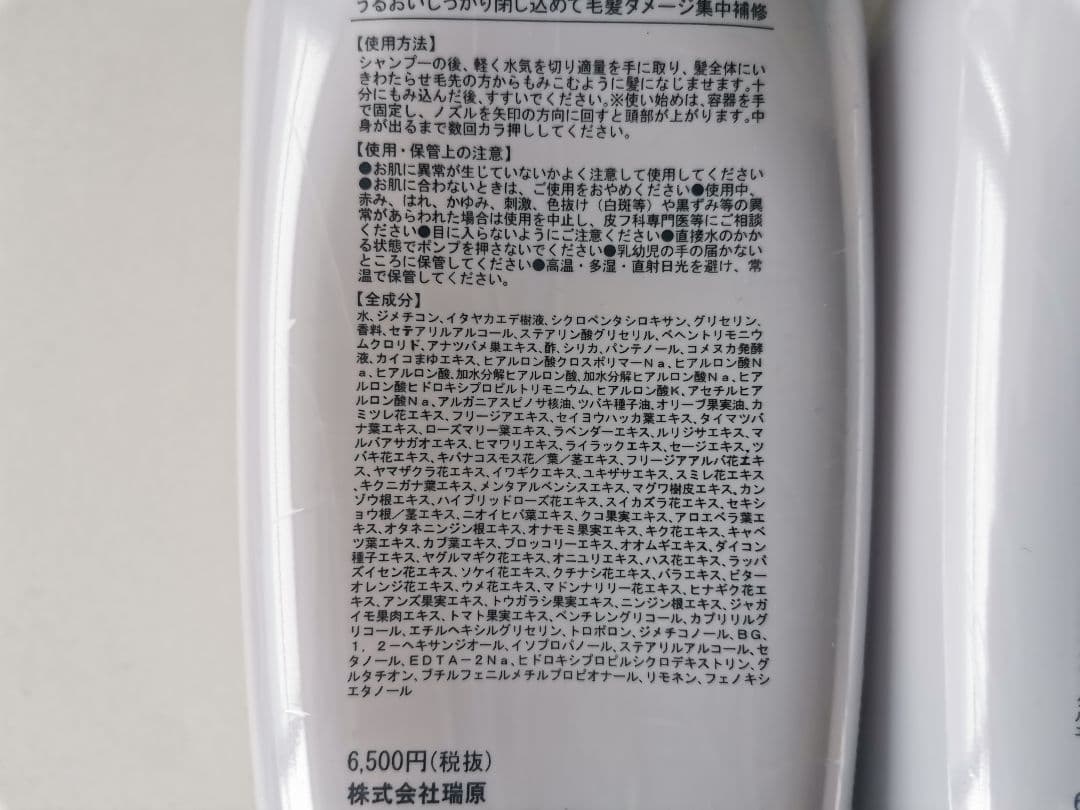 うるおいしっかり閉じ込めて毛髪ダメージ集中補修
【使用方法】
シャンプーの後、軽く水気を切り適量を手に取り、髪全体にい
きわたらせ毛先の方からもみこむように髪になじませます。十
分にもみ込んだ後、すすいでください。※使い始めは、容器を手
で固定し、ノズルを矢印の方向に回すと頭部が上がります。中
身が出るまで数回カラ押ししてください。
【使用・保管上の注意】
●お肌に異常が生じていないかよく注意して使用してください
●お肌に合わないときは、ご使用をおやめください●使用中、
赤み、はれ、かゆみ、刺激、色抜け（白斑等）や黒ずみ等の異
常があらわれた場合は使用を中止し、皮フ科専門医等にご相談
ください●目に入らないようにご注意ください●直接水のかか
る状態でポンプを押さないでください●乳幼児の手の届かない
ところに保管してください●高温・多湿・直射日光を避け、常
温で保管してください。
【全成分】
水、ジメチコン、イタヤカエデ樹液、シクロペンタシロキサン、グリセリン、
香料、セテアリルアルコール、ステアリン酸グリセリル、ベヘントリモニウ
ムクロリド、アナツバメ巣エキス、酢、シリカ、パンテノール、コメヌカ発酵
液、カイコまゆエキス、ヒアルロン酸クロスポリマーNa、ヒアルロン酸N
a、ヒアルロン酸、加水分解ヒアルロン酸、加水分解ヒアルロン酸Na、ヒア
ルロン酸ヒドロキシプロピルトリモニウム、ヒアルロン酸K、アセチルヒア
ルロン酸Na、アルガニアスピノサ核油、ツバキ種子油、オリーブ果実油、カ
ミツレ花エキス、フリージアエキス、セイヨウハッカ葉エキス、タイマツバ
ナ葉エキス、ローズマリー葉エキス、ラベンダーエキス、ルリジサエキス、マ
ルバアサガオエキス、ヒマワリエキス、ライラックエキス、セージエキス、ツ
バキ花エキス、キバナコスモス花／葉／茎エキス、フリージアアルバ花エキ
ス、ヤマザクラ花エキス、イワギクエキス、ユキザサエキス、スミレ花エキス
、キクニガナ葉エキス、メンタアルベンシスエキス、マグワ樹皮エキス、カン
ゾウ根エキス、ハイブリッドローズ花エキス、スイカズラ花エキス、セキシ
ョウ根／茎エキス、ニオイヒバ葉エキス、クコ果実エキス、アロエベラ葉エ
キス、オタネニンジン根エキス、オナモミ果実エキス、キク花エキス、キャベ
ツ葉エキス、カブ葉エキス、ブロッコリーエキス、オオムギエキス、ダイコン
種子エキス、ヤグルマギク花エキス、オニユリエキス、ハス花エキス、ラッパ
ズイセン花エキス、ソケイ花エキス、クチナシ花エキス、バラエキス、ビター
オレンジ花エキス、ウメ花エキス、マドンナリリー花エキス、ヒナギク花エ
キス、アンズ果実エキス、トウガラシ果実エキス、ニンジン根エキス、ジャガ
イモ果肉エキス、トマト果実エキス、ペンチレングリコール、カプリリルグ
リコール、エチルヘキシルグリセリン、トロポロン、ジメチコノール、BG、
1，2－ヘキサンジオール、イソプロパノール、ステアリルアルコール、セ
タノール、EDTA－2Na、ヒドロキシプロピルシクロデキストリン、グ
ルタチオン、ブチルフェニルメチルプロピオナール、リモネン、フェノキシ
エタノール
6,500円(税抜)
株式会社瑞原